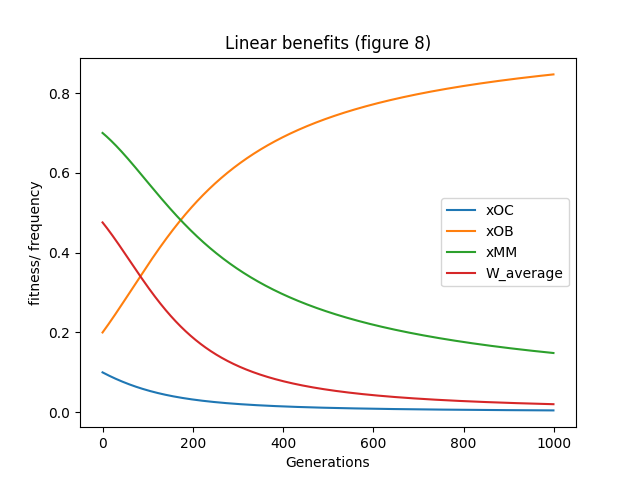 Linear benefits (figure 8)
fitness/ frequency
0.8
0.6
0.4
0.2
0.0
xOC
xOB
xMM
W_average
0 200 400 600 800 1000
Generations